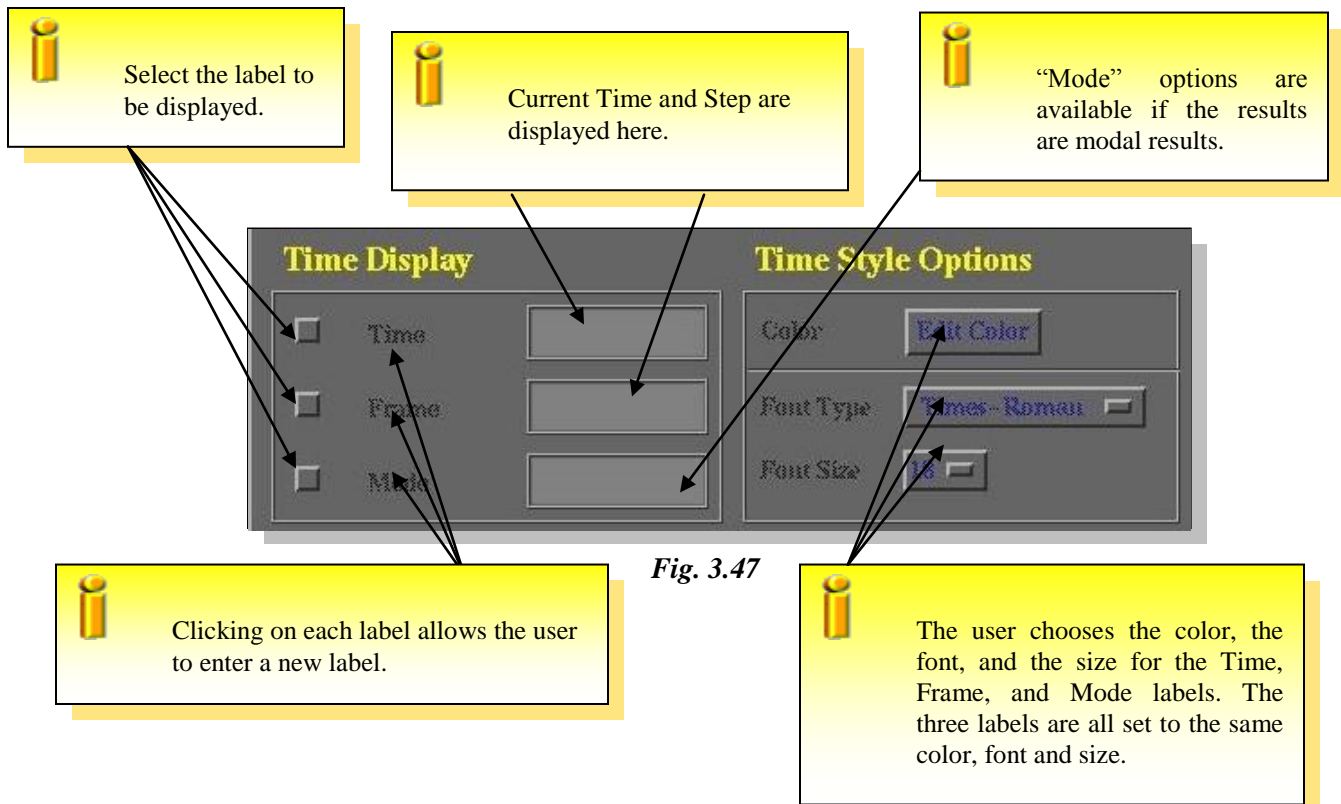 Select the label to
be displayed.
Current Time and Step are
displayed here.
“Mode” options are
available if the results
are modal results.
Time Display
Time Style Options
Time
Color
Edit Color
Frame
Font Type
Times-Roman
Mode
Font Size
18
Fig. 3.47
Clicking on each label allows the user
to enter a new label.
The user chooses the color, the
font, and the size for the Time,
Frame, and Mode labels. The
three labels are all set to the same
color, font and size.